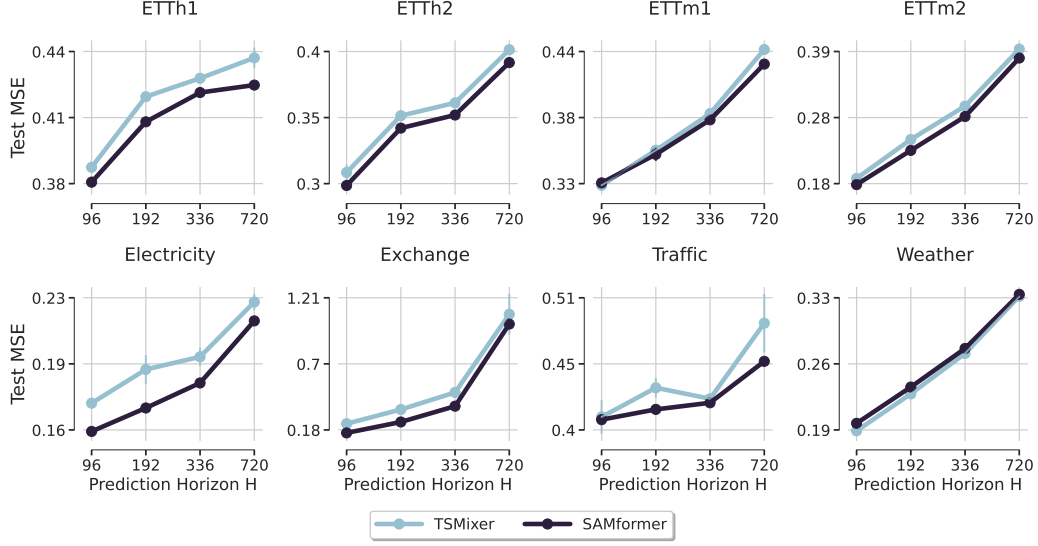 ETTh1 ETTh2 ETTm1 ETTm2
Test MSE
0.44 0.41 0.38
96 192 336 720
0.4 0.35 0.3
96 192 336 720
0.44 0.38 0.33
96 192 336 720
0.39 0.28 0.18
96 192 336 720
Electricity Exchange Traffic Weather
Test MSE
0.23 0.19 0.16
96 192 336 720
Prediction Horizon H
1.21 0.7 0.18
96 192 336 720
Prediction Horizon H
0.51 0.45 0.4
96 192 336 720
Prediction Horizon H
0.33 0.26 0.19
96 192 336 720
Prediction Horizon H
TSMixer SAMformer